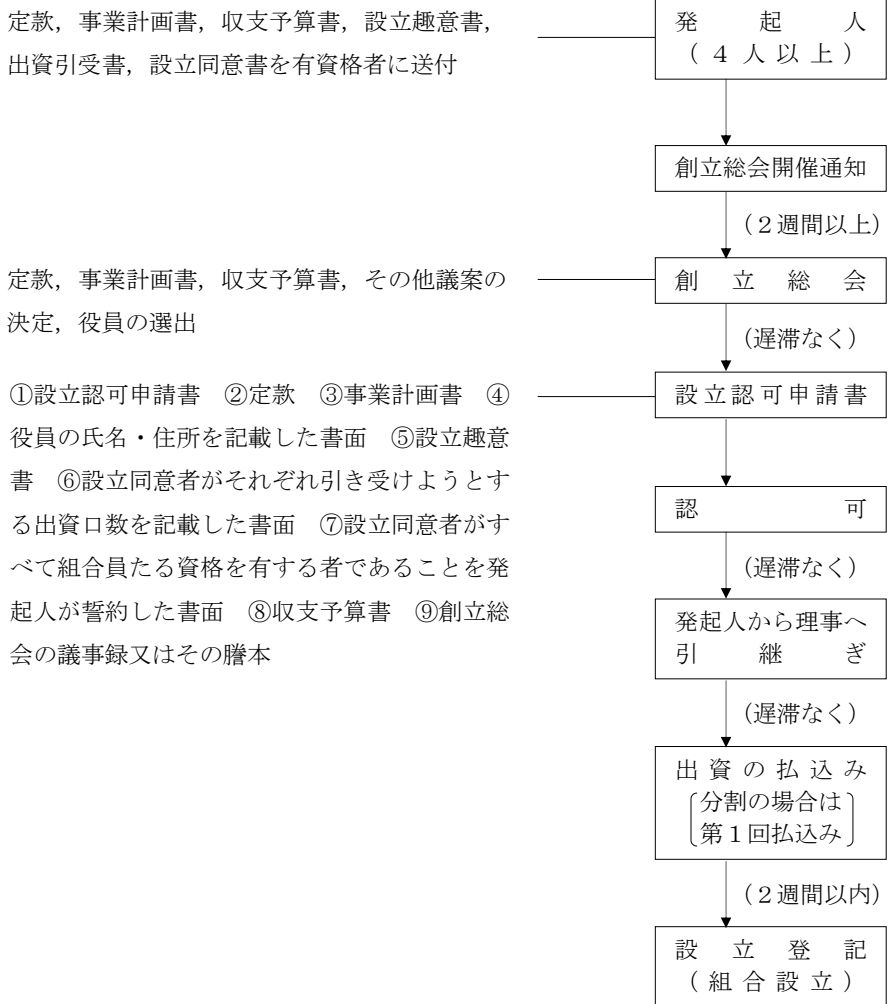 定款，事業計画書，収支予算書，設立趣意書，
出資引受書，設立同意書を有資格者に送付
発起人
（４人以上）
創立総会開催通知
（２週間以上）
定款，事業計画書，収支予算書，その他議案の
決定，役員の選出
創立総会
（遅滞なく）
①設立認可申請書　②定款　③事業計画書　④
役員の氏名・住所を記載した書面　⑤設立趣意
書　⑥設立同意者がそれぞれ引き受けようとす
る出資口数を記載した書面　⑦設立同意者がす
べて組合員たる資格を有する者であることを発
起人が誓約した書面　⑧収支予算書　⑨創立総
会の議事録又はその謄本
設立認可申請書
認可
（遅滞なく）
発起人から理事へ
引継ぎ
（遅滞なく）
出資の払込み
分割の場合は
第１回払込み
（２週間以内）
設立登記
（組合設立）